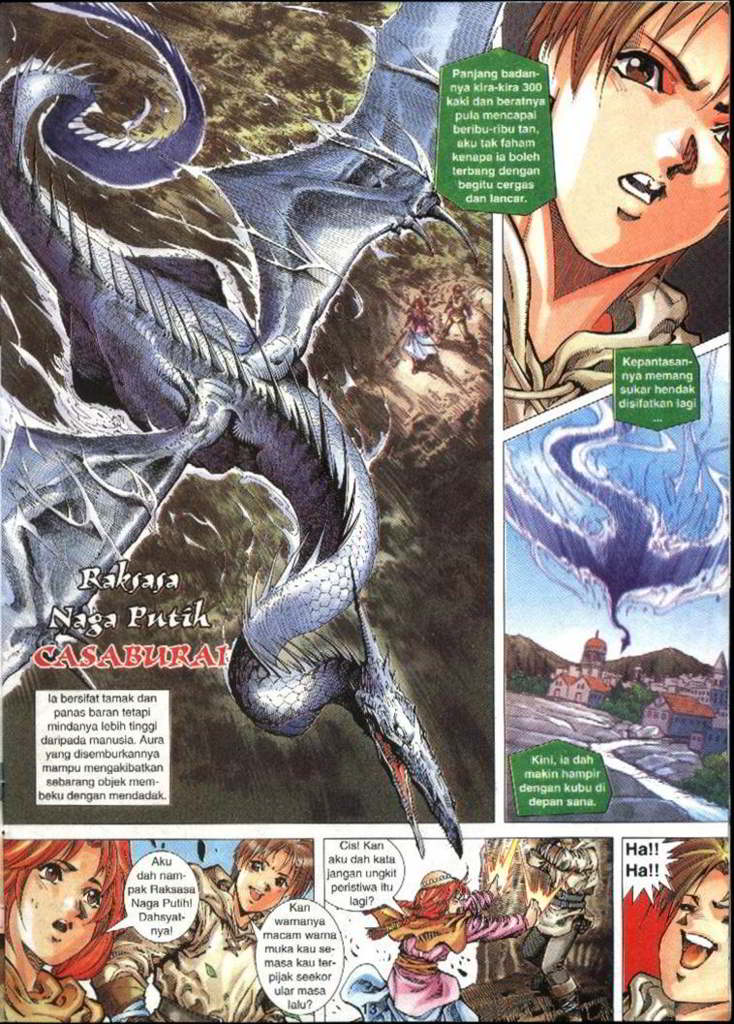 Panjang badan-
nya kira-kira 300
kaki dan beratnya
pula mencapai
beribu-ribu tan,
aku tak faham
kenapa ia boleh
terbang dengan
begitu cergas
dan lancar.
Kepantasan-
nya memang
sukar hendak
disifatkan lagi
...
Raksasa
Naga Putih
CASABURAI
Ia bersifat tamak dan
panas baran tetapi
mindanya lebih tinggi
daripada manusia. Aura
yang disemburkannya
mampu mengakibatkan
sebarang objek mem-
beku dengan mendadak.
Kini, ia dah
makin hampir
dengan kubu di
depan sana.
Aku
dah nam-
pak Raksasa
Naga Putih!
Dahsyat-
nya!
Kan
warnanya
macam warna
muka kau se-
masa kau ter-
pijak seekor
ular masa
lalu?
Cis! Kan
aku dah kata
jangan ungkit
peristiwa itu
lagi?
Ha!!
Ha!!
13